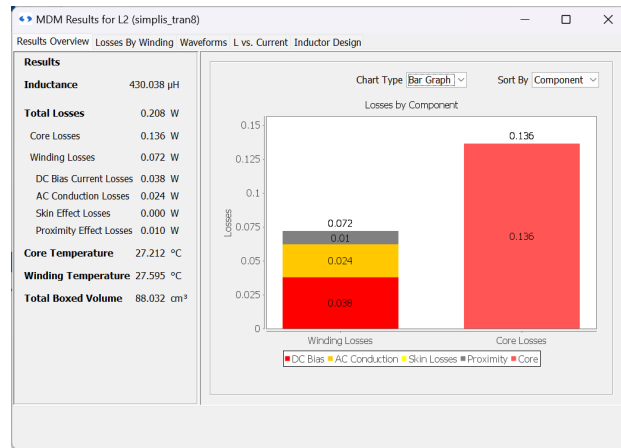 MDM Results for L2 (simplis_tran8)
Results Overview Losses By Winding Waveforms L vs. Current Inductor Design
Results
Inductance 430.038 µH
Total Losses 0.208 W
Core Losses 0.136 W
Winding Losses 0.072 W
DC Bias Current Losses 0.038 W
AC Conduction Losses 0.024 W
Skin Effect Losses 0.000 W
Proximity Effect Losses 0.010 W
Core Temperature 27.212 °C
Winding Temperature 27.595 °C
Total Boxed Volume 88.032 cm³
Chart Type Bar Graph Sort By Component
Losses by Component
Losses
0.15
0.125
0.1
0.075
0.05
0.025
0
0.072
0.01
0.024
0.038
0.136
0.136
Winding Losses Core Losses
DC Bias AC Conduction Skin Losses Proximity Core